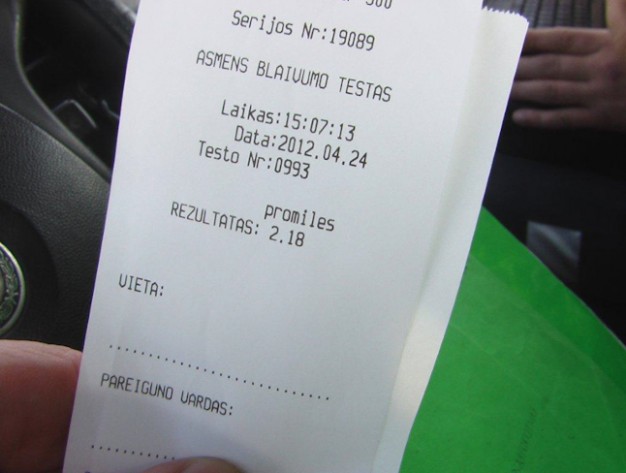 300
Serijos Nr:19089
ASMENS BLAIVUMO TESTAS
Laikas:15:07:13
Data:2012.04.24
Testo Nr:0993
promiles
REZULTATAS: 2.18
VIETA:
................................
PAREIGUNO VARDAS:
..........